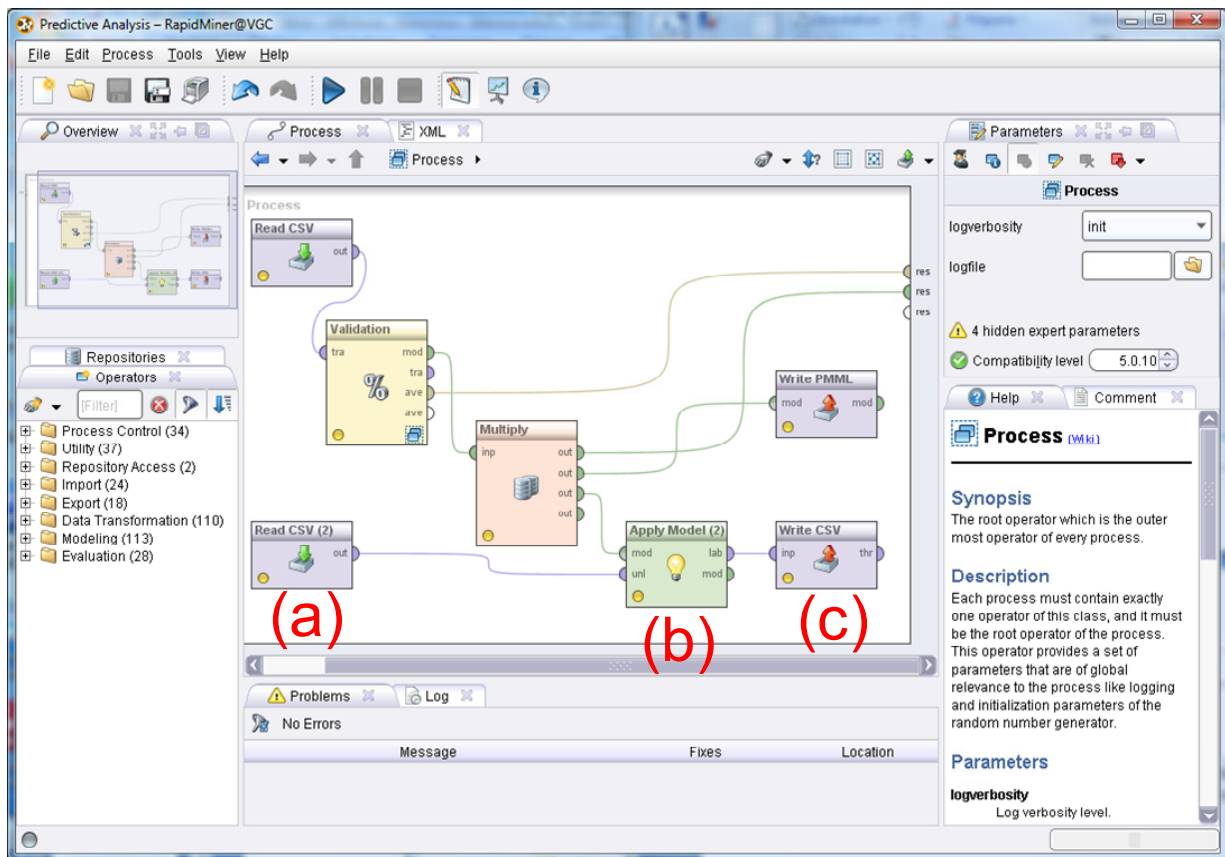 Predictive Analysis – RapidMiner@VGC
File Edit Process Tools View Help
Overview
Process
XML
Parameters
Process
Process
logverbosity
init
logfile
4 hidden expert parameters
Compatibility level
5.0.10
Repositories
Operators
[Filter]
Process Control (34)
Utility (37)
Repository Access (2)
Import (24)
Export (18)
Data Transformation (110)
Modeling (113)
Evaluation (28)
Process
Read CSV
out
res
res
res
Validation
tra
mod
tra
ave
ave
Multiply
inp
out
out
out
out
Write PMML
mod
mod
Read CSV (2)
out
Apply Model (2)
mod
lab
unl
mod
Write CSV
inp
thr
(a)
(b)
(c)
Problems
Log
No Errors
Message
Fixes
Location
Help
Comment
Process (Wiki)
Synopsis
The root operator which is the outer
most operator of every process.
Description
Each process must contain exactly
one operator of this class, and it must
be the root operator of the process.
This operator provides a set of
parameters that are of global
relevance to the process like logging
and initialization parameters of the
random number generator.
Parameters
logverbosity
Log verbosity level.